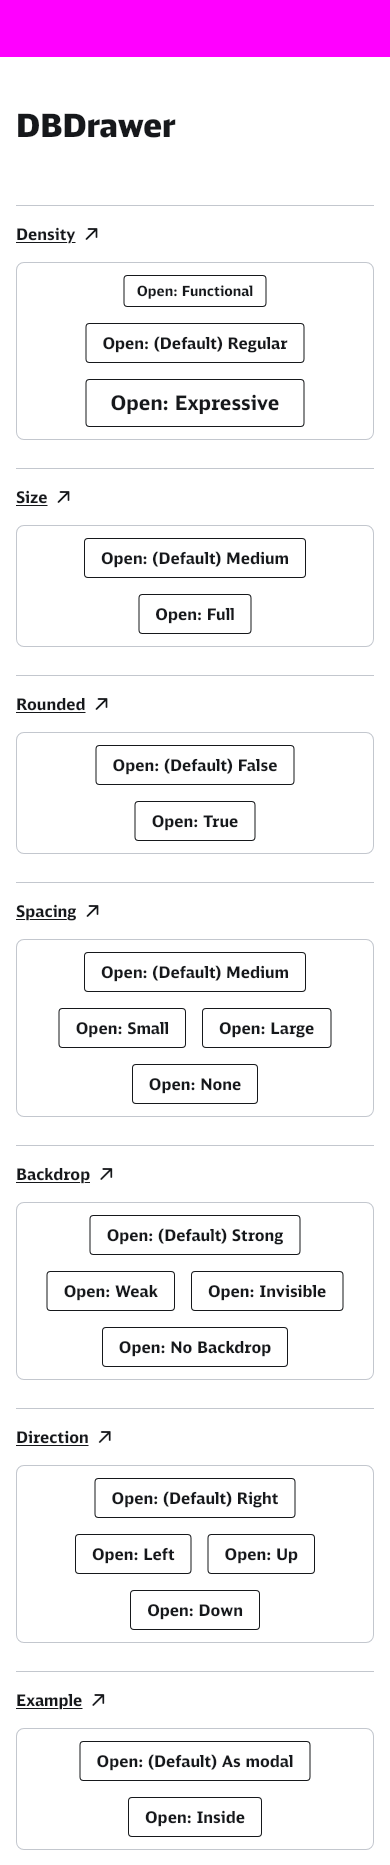 DBDrawer
Density
Open: Functional
Open: (Default) Regular
Open: Expressive
Size
Open: (Default) Medium
Open: Full
Rounded
Open: (Default) False
Open: True
Spacing
Open: (Default) Medium
Open: Small Open: Large
Open: None
Backdrop
Open: (Default) Strong
Open: Weak Open: Invisible
Open: No Backdrop
Direction
Open: (Default) Right
Open: Left Open: Up
Open: Down
Example
Open: (Default) As modal
Open: Inside